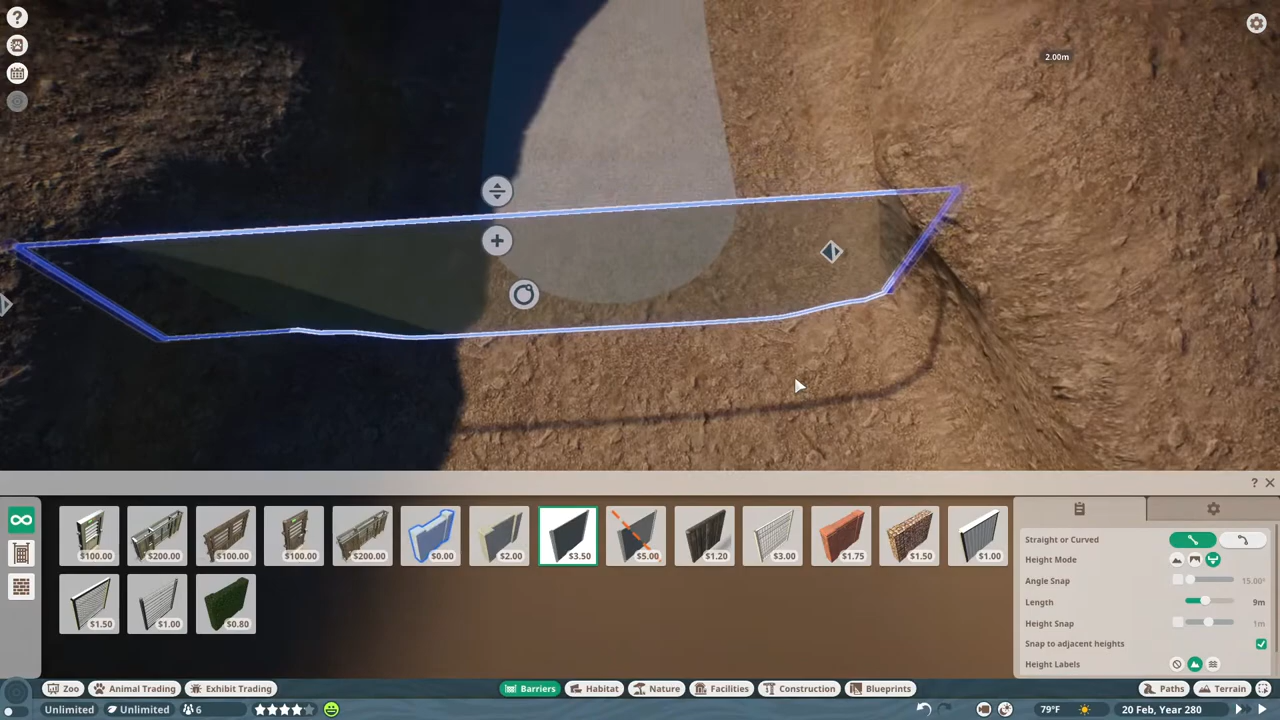 ?
2.00m
?
$100.00 $200.00 $100.00 $100.00 $200.00 $0.00 $2.00 $3.50 $5.00 $1.20 $3.00 $1.75 $1.50 $1.00
$1.50 $1.00 $0.80
Straight or Curved
Height Mode
Angle Snap 15.00°
Length 9m
Height Snap 1m
Snap to adjacent heights
Height Labels
Zoo Animal Trading Exhibit Trading Barriers Habitat Nature Facilities Construction Blueprints Paths Terrain
Unlimited Unlimited 6 79°F 20 Feb, Year 280